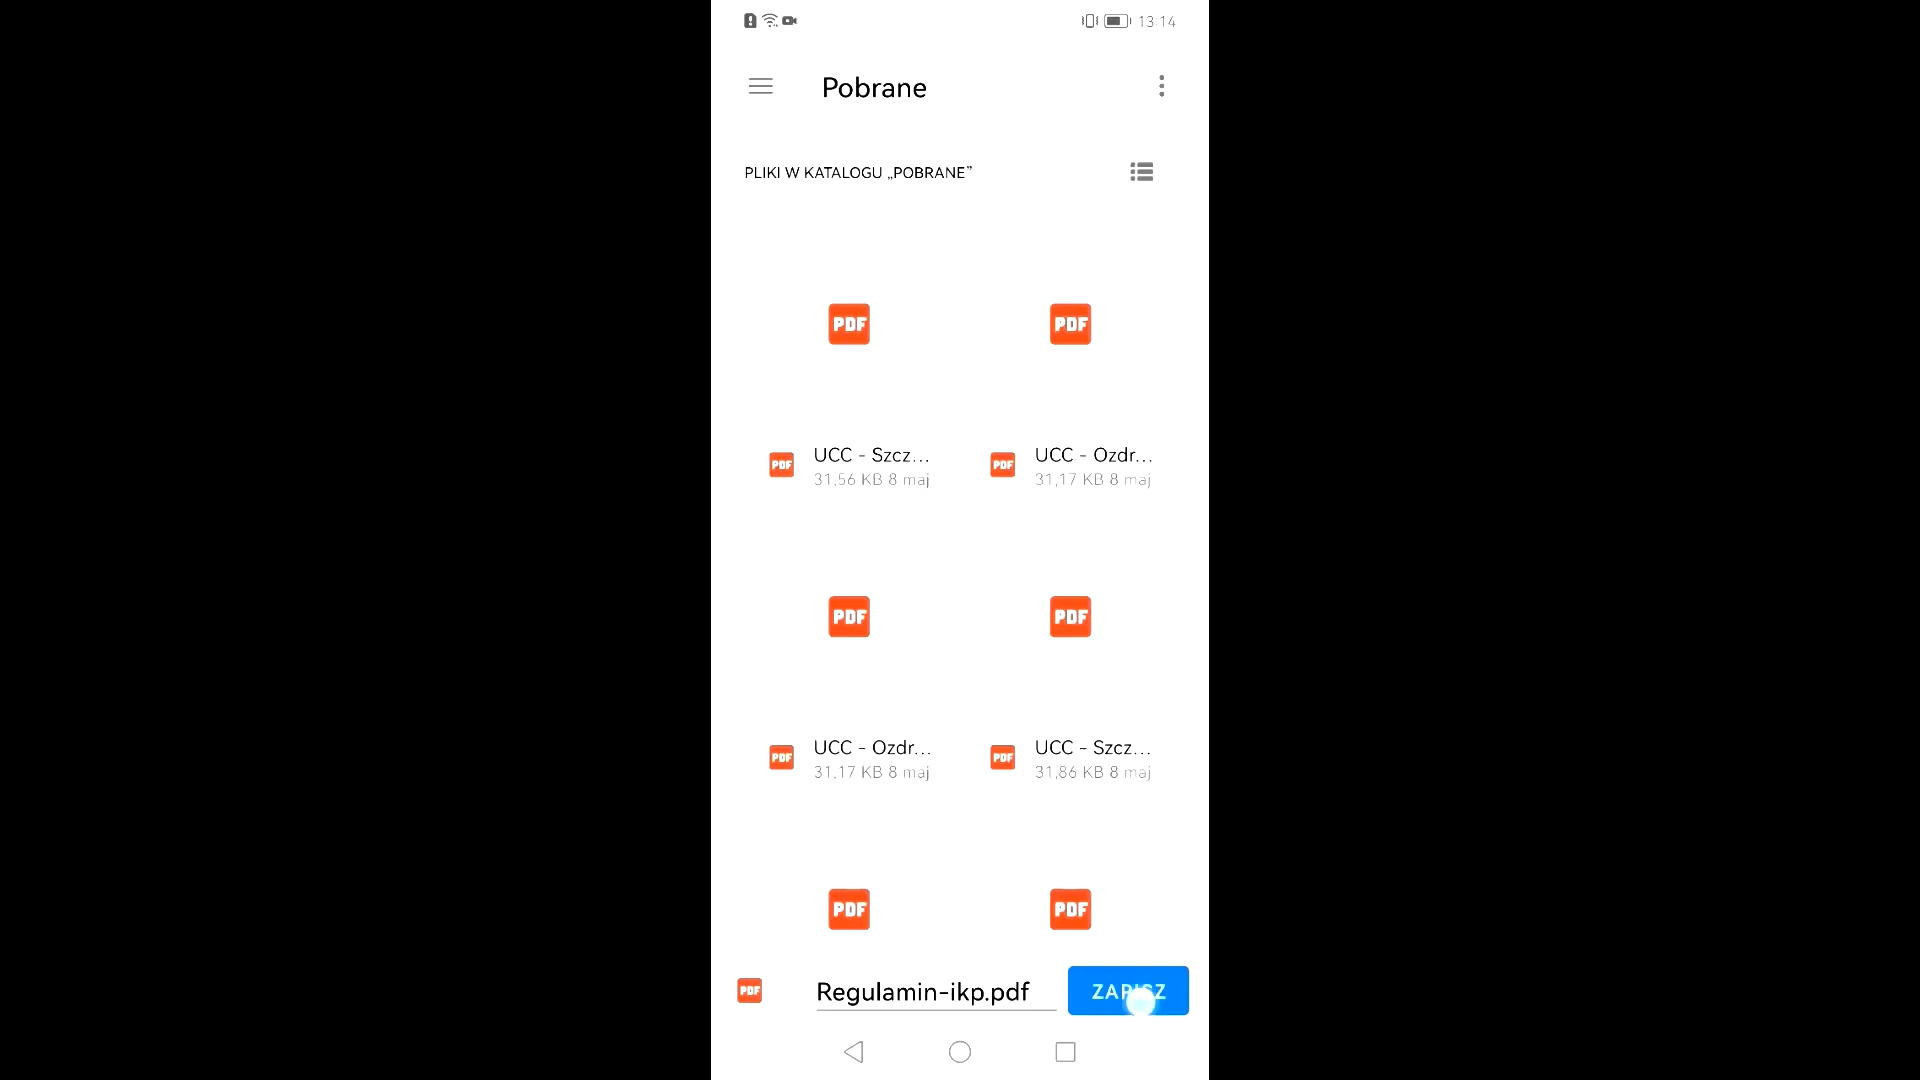 13:14
Pobrane
PLIKI W KATALOGU „POBRANE”
PDF PDF
PDF UCC - Szcz... PDF UCC - Ozdr...
31,56 KB 8 maj 31,17 KB 8 maj
PDF PDF
PDF UCC - Ozdr... PDF UCC - Szcz...
31,17 KB 8 maj 31,86 KB 8 maj
PDF PDF
PDF Regulamin-ikp.pdf ZAPISZ